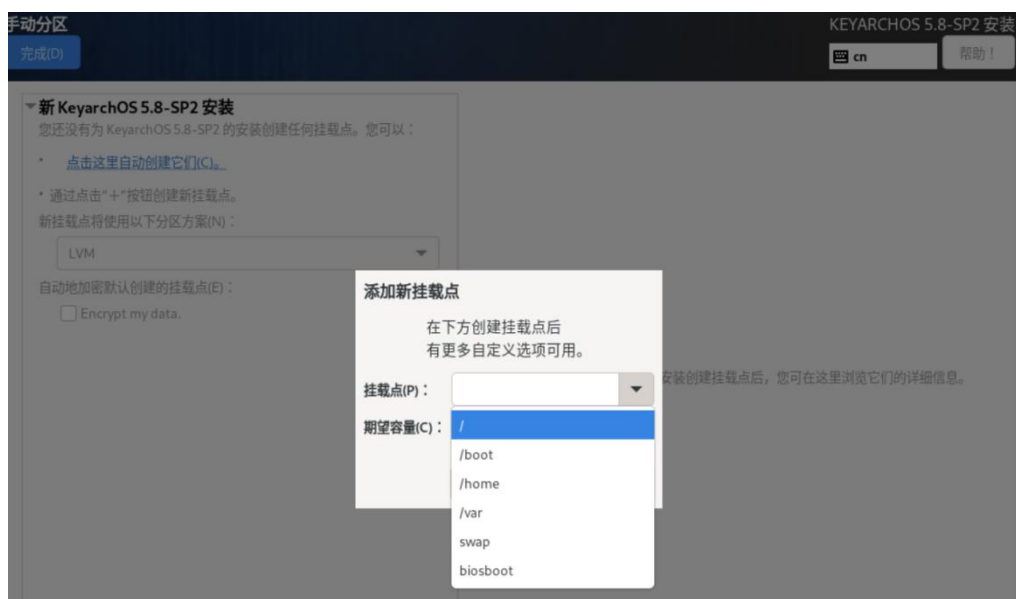 手动分区
KEYARCHOS 5.8-SP2 安装
完成(D)
cn
帮助！
新 KeyarchOS 5.8-SP2 安装
您还没有为 KeyarchOS 5.8-SP2 的安装创建任何挂载点。您可以：
• 点击这里自动创建它们(C)。
• 通过点击“＋”按钮创建新挂载点。
新挂载点将使用以下分区方案(N)：
LVM
自动地加密默认创建的挂载点(E)：
Encrypt my data.
添加新挂载点
在下方创建挂载点后
有更多自定义选项可用。
安装创建挂载点后，您可在这里浏览它们的详细信息。
挂载点(P)：
期望容量(C)：
/
/boot
/home
/var
swap
biosboot